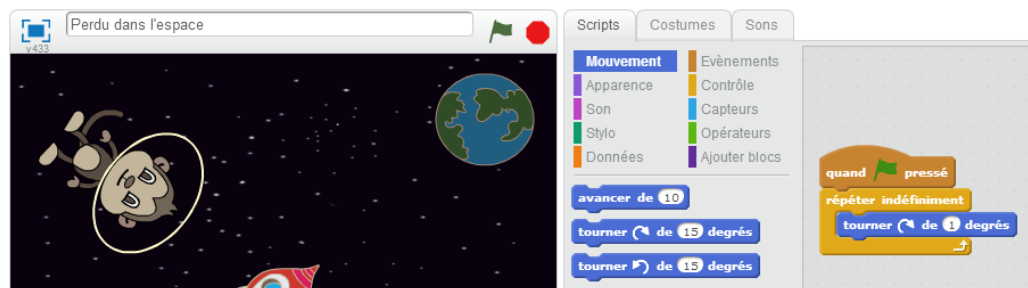 Perdu dans l'espace
v433
Scripts
Costumes
Sons
Mouvement
Evènements
Apparence
Contrôle
Son
Capteurs
Stylo
Opérateurs
Données
Ajouter blocs
avancer de 10
tourner de 15 degrés
tourner de 15 degrés
quand pressé
répéter indéfiniment
tourner de 1 degrés